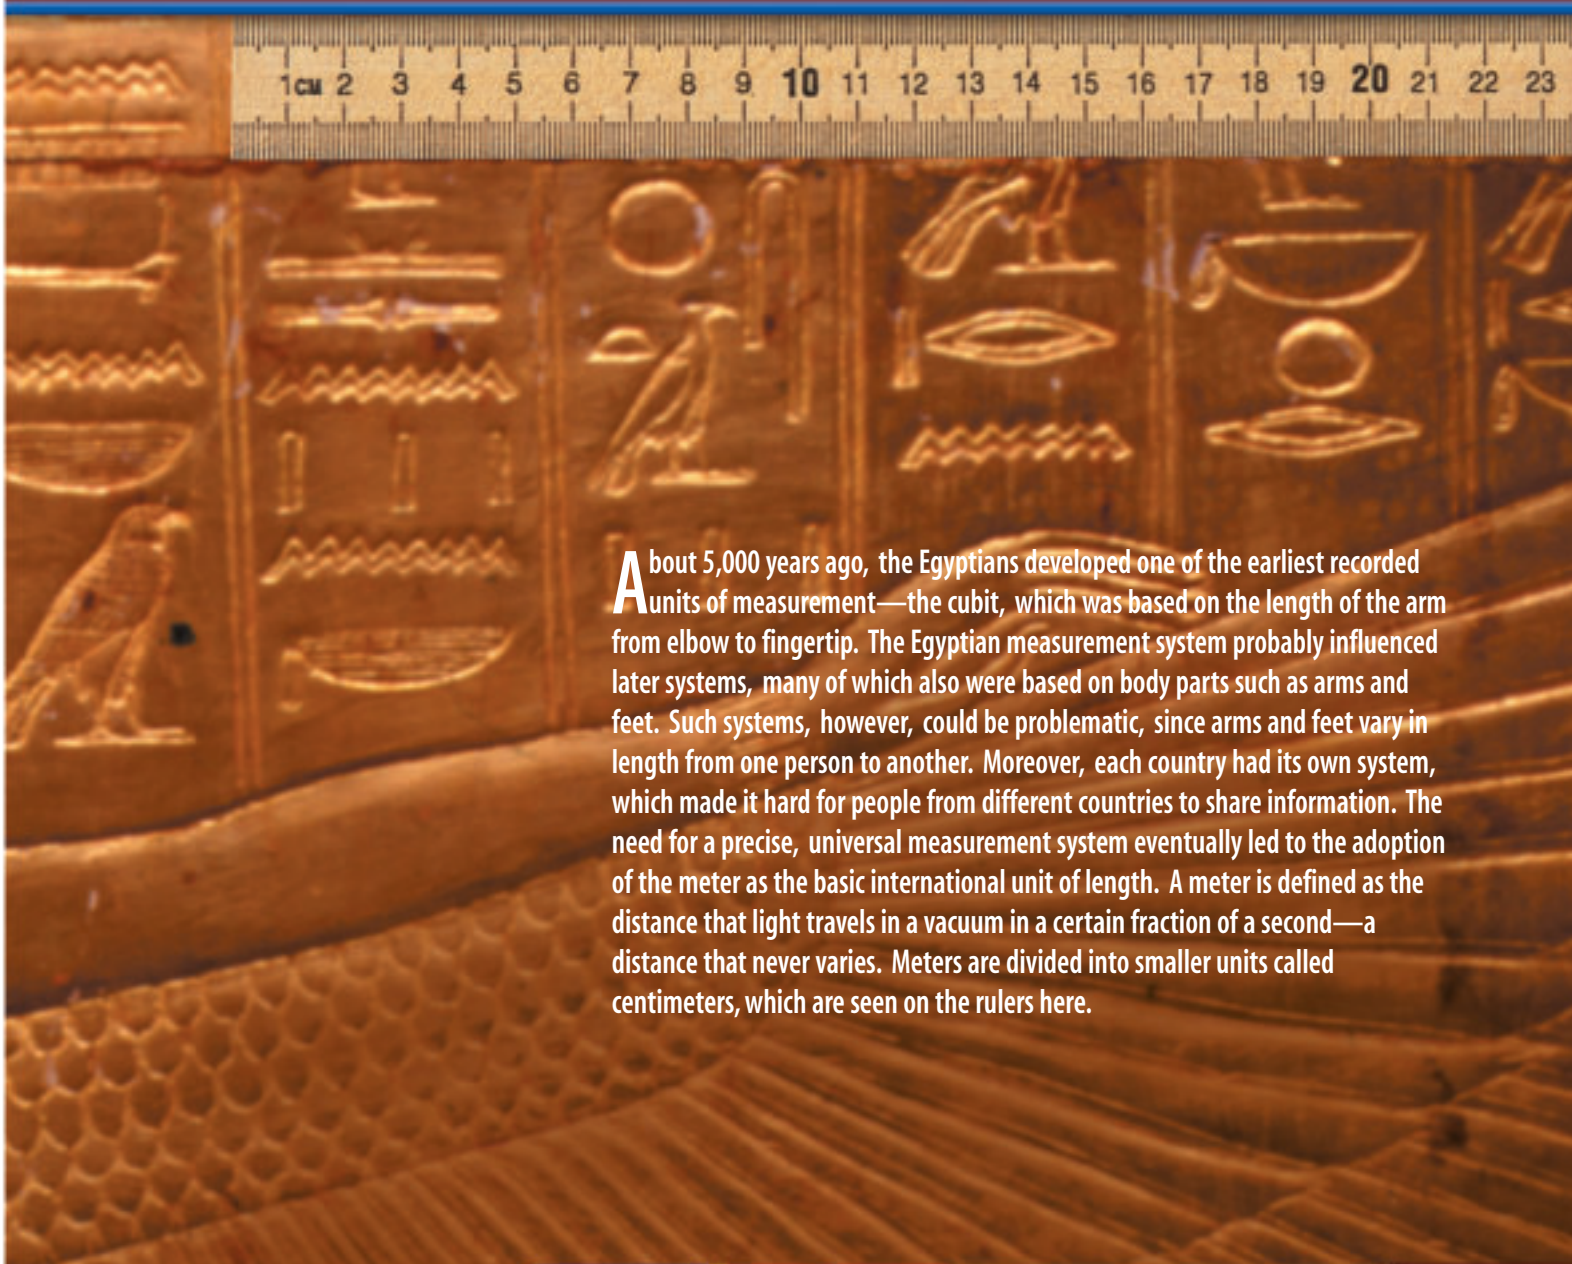 1CM 2 3 4 5 6 7 8 9 10 11 12 13 14 15 16 17 18 19 20 21 22 23
About 5,000 years ago, the Egyptians developed one of the earliest recorded
units of measurement—the cubit, which was based on the length of the arm
from elbow to fingertip. The Egyptian measurement system probably influenced
later systems, many of which also were based on body parts such as arms and
feet. Such systems, however, could be problematic, since arms and feet vary in
length from one person to another. Moreover, each country had its own system,
which made it hard for people from different countries to share information. The
need for a precise, universal measurement system eventually led to the adoption
of the meter as the basic international unit of length. A meter is defined as the
distance that light travels in a vacuum in a certain fraction of a second—a
distance that never varies. Meters are divided into smaller units called
centimeters, which are seen on the rulers here.